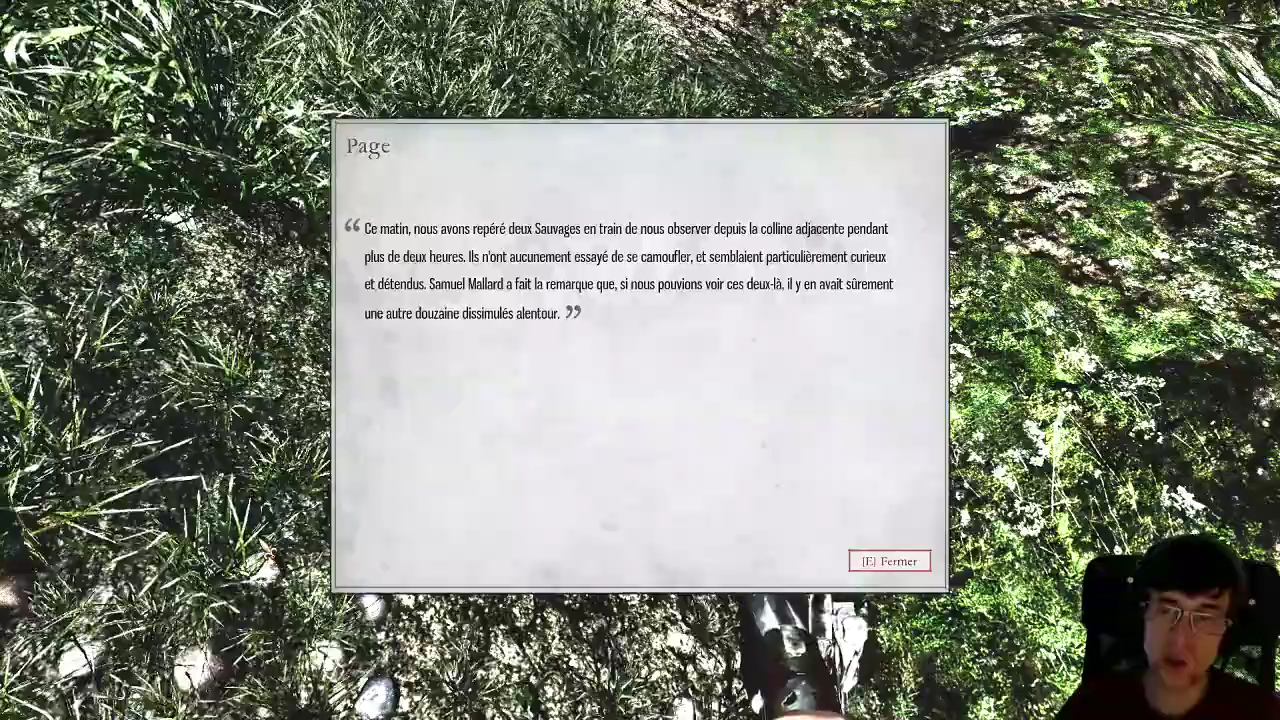 Page
“ Ce matin, nous avons repéré deux Sauvages en train de nous observer depuis la colline adjacente pendant
plus de deux heures. Ils n'ont aucunement essayé de se camoufler, et semblaient particulièrement curieux
et détendus. Samuel Mallard a fait la remarque que, si nous pouvions voir ces deux-là, il y en avait sûrement
une autre douzaine dissimulés alentour. ”
[E] Fermer